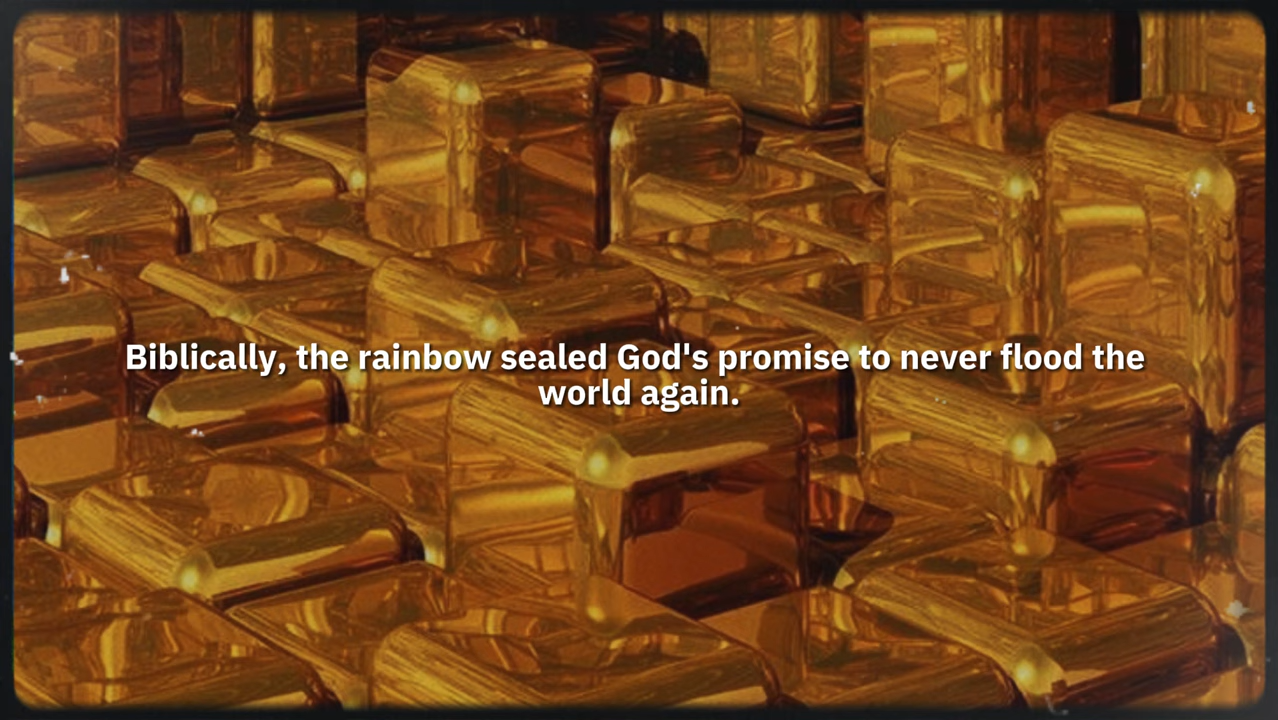 Biblically, the rainbow sealed God's promise to never flood the
world again.